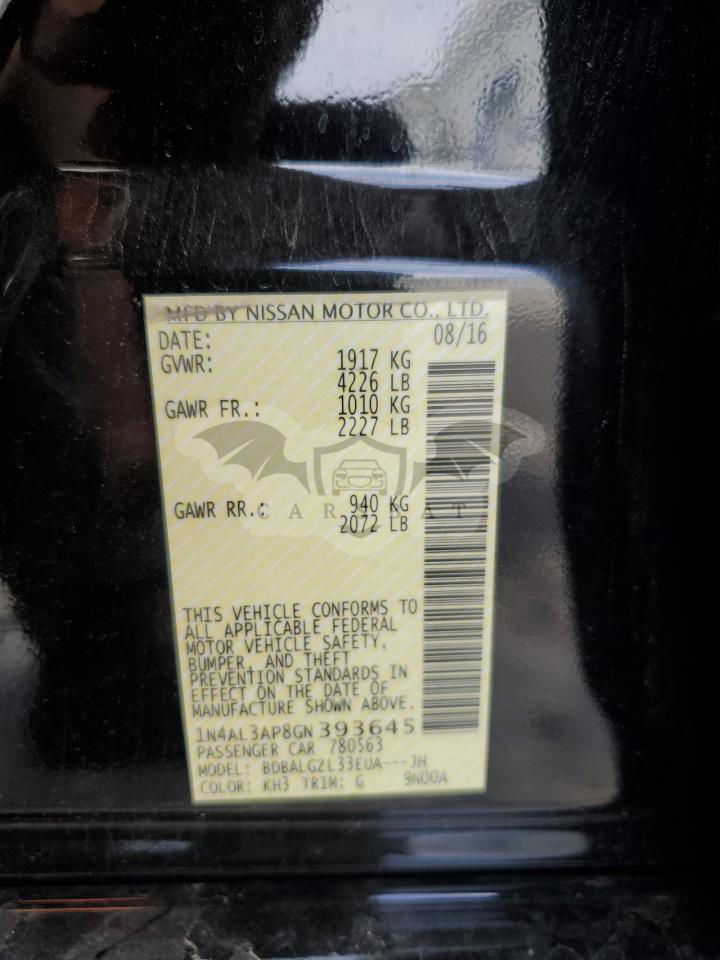 MFD BY NISSAN MOTOR CO., LTD.
DATE: 08/16
GVWR: 1917 KG
4226 LB
GAWR FR.: 1010 KG
2227 LB
GAWR RR.: 940 KG
2072 LB
THIS VEHICLE CONFORMS TO
ALL APPLICABLE FEDERAL
MOTOR VEHICLE SAFETY,
BUMPER, AND THEFT
PREVENTION STANDARDS IN
EFFECT ON THE DATE OF
MANUFACTURE SHOWN ABOVE.
1N4AL3AP8GN393645
PASSENGER CAR 780563
MODEL: BDBALGZL33EUA---JH
COLOR: KH3 TRIM: G 9N00A